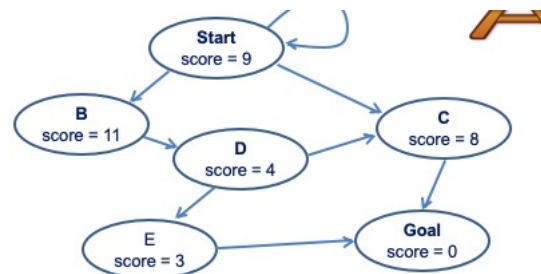 Start
score = 9
B
score = 11
C
score = 8
D
score = 4
E
score = 3
Goal
score = 0